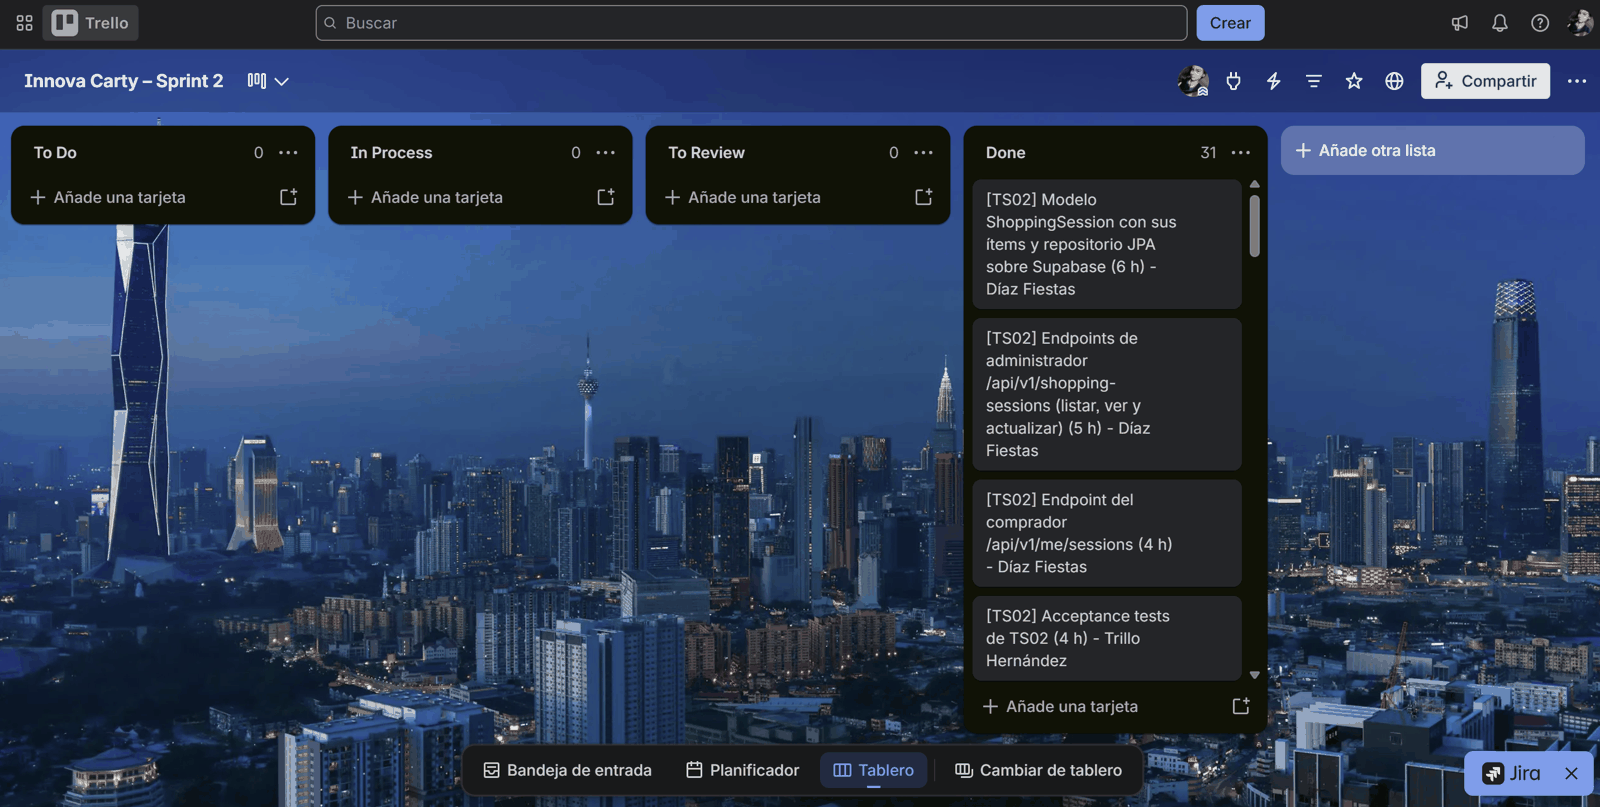 Trello
Buscar
Crear
Innova Carty – Sprint 2
Compartir
To Do
0
Añade una tarjeta
In Process
0
Añade una tarjeta
To Review
0
Añade una tarjeta
Done
31
[TS02] Modelo
ShoppingSession con sus
ítems y repositorio JPA
sobre Supabase (6 h) -
Díaz Fiestas
[TS02] Endpoints de
administrador
/api/v1/shopping-
sessions (listar, ver y
actualizar) (5 h) - Díaz
Fiestas
[TS02] Endpoint del
comprador
/api/v1/me/sessions (4 h)
- Díaz Fiestas
[TS02] Acceptance tests
de TS02 (4 h) - Trillo
Hernández
Añade una tarjeta
Añade otra lista
Bandeja de entrada
Planificador
Tablero
Cambiar de tablero
Jira